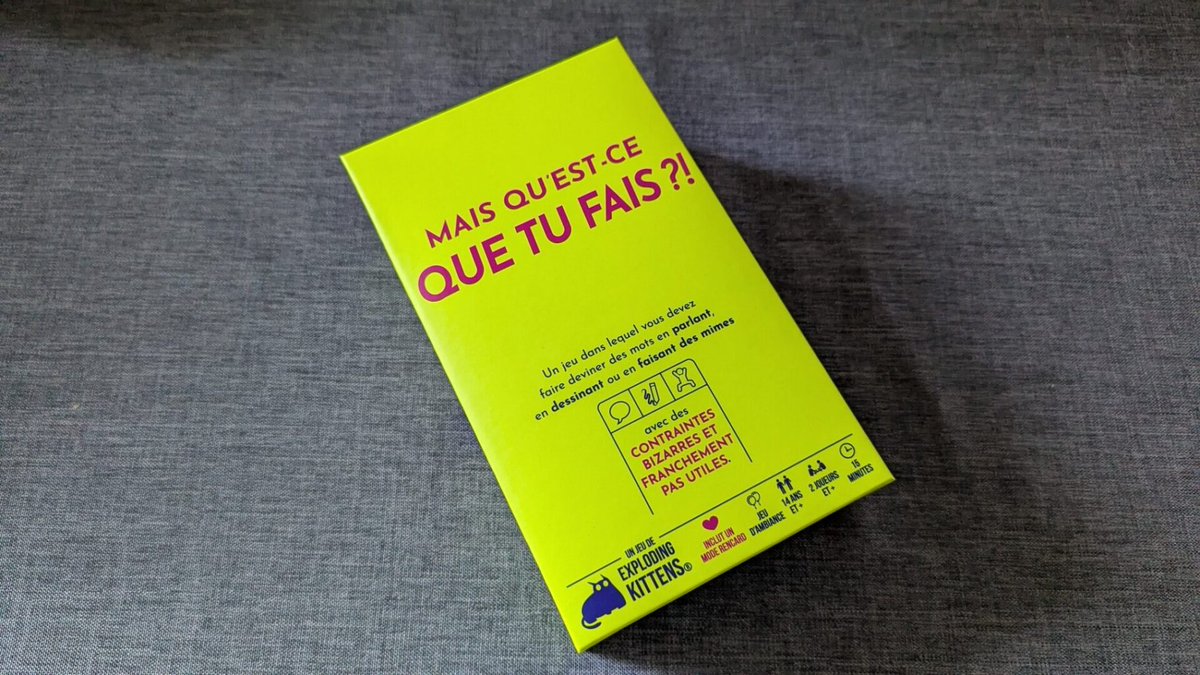 MAIS QU'EST-CE
QUE TU FAIS ?!
Un jeu dans lequel vous devez
faire deviner des mots en parlant,
en dessinant ou en faisant des mimes
avec des
CONTRAINTES
BIZARRES ET
FRANCHEMENT
PAS UTILES.
UN JEU DE
EXPLODING
KITTENS®
INCLUT UN
MODE RENCARD
JEU
D'AMBIANCE
14 ANS
ET +
2 JOUEURS
ET +
15
MINUTES